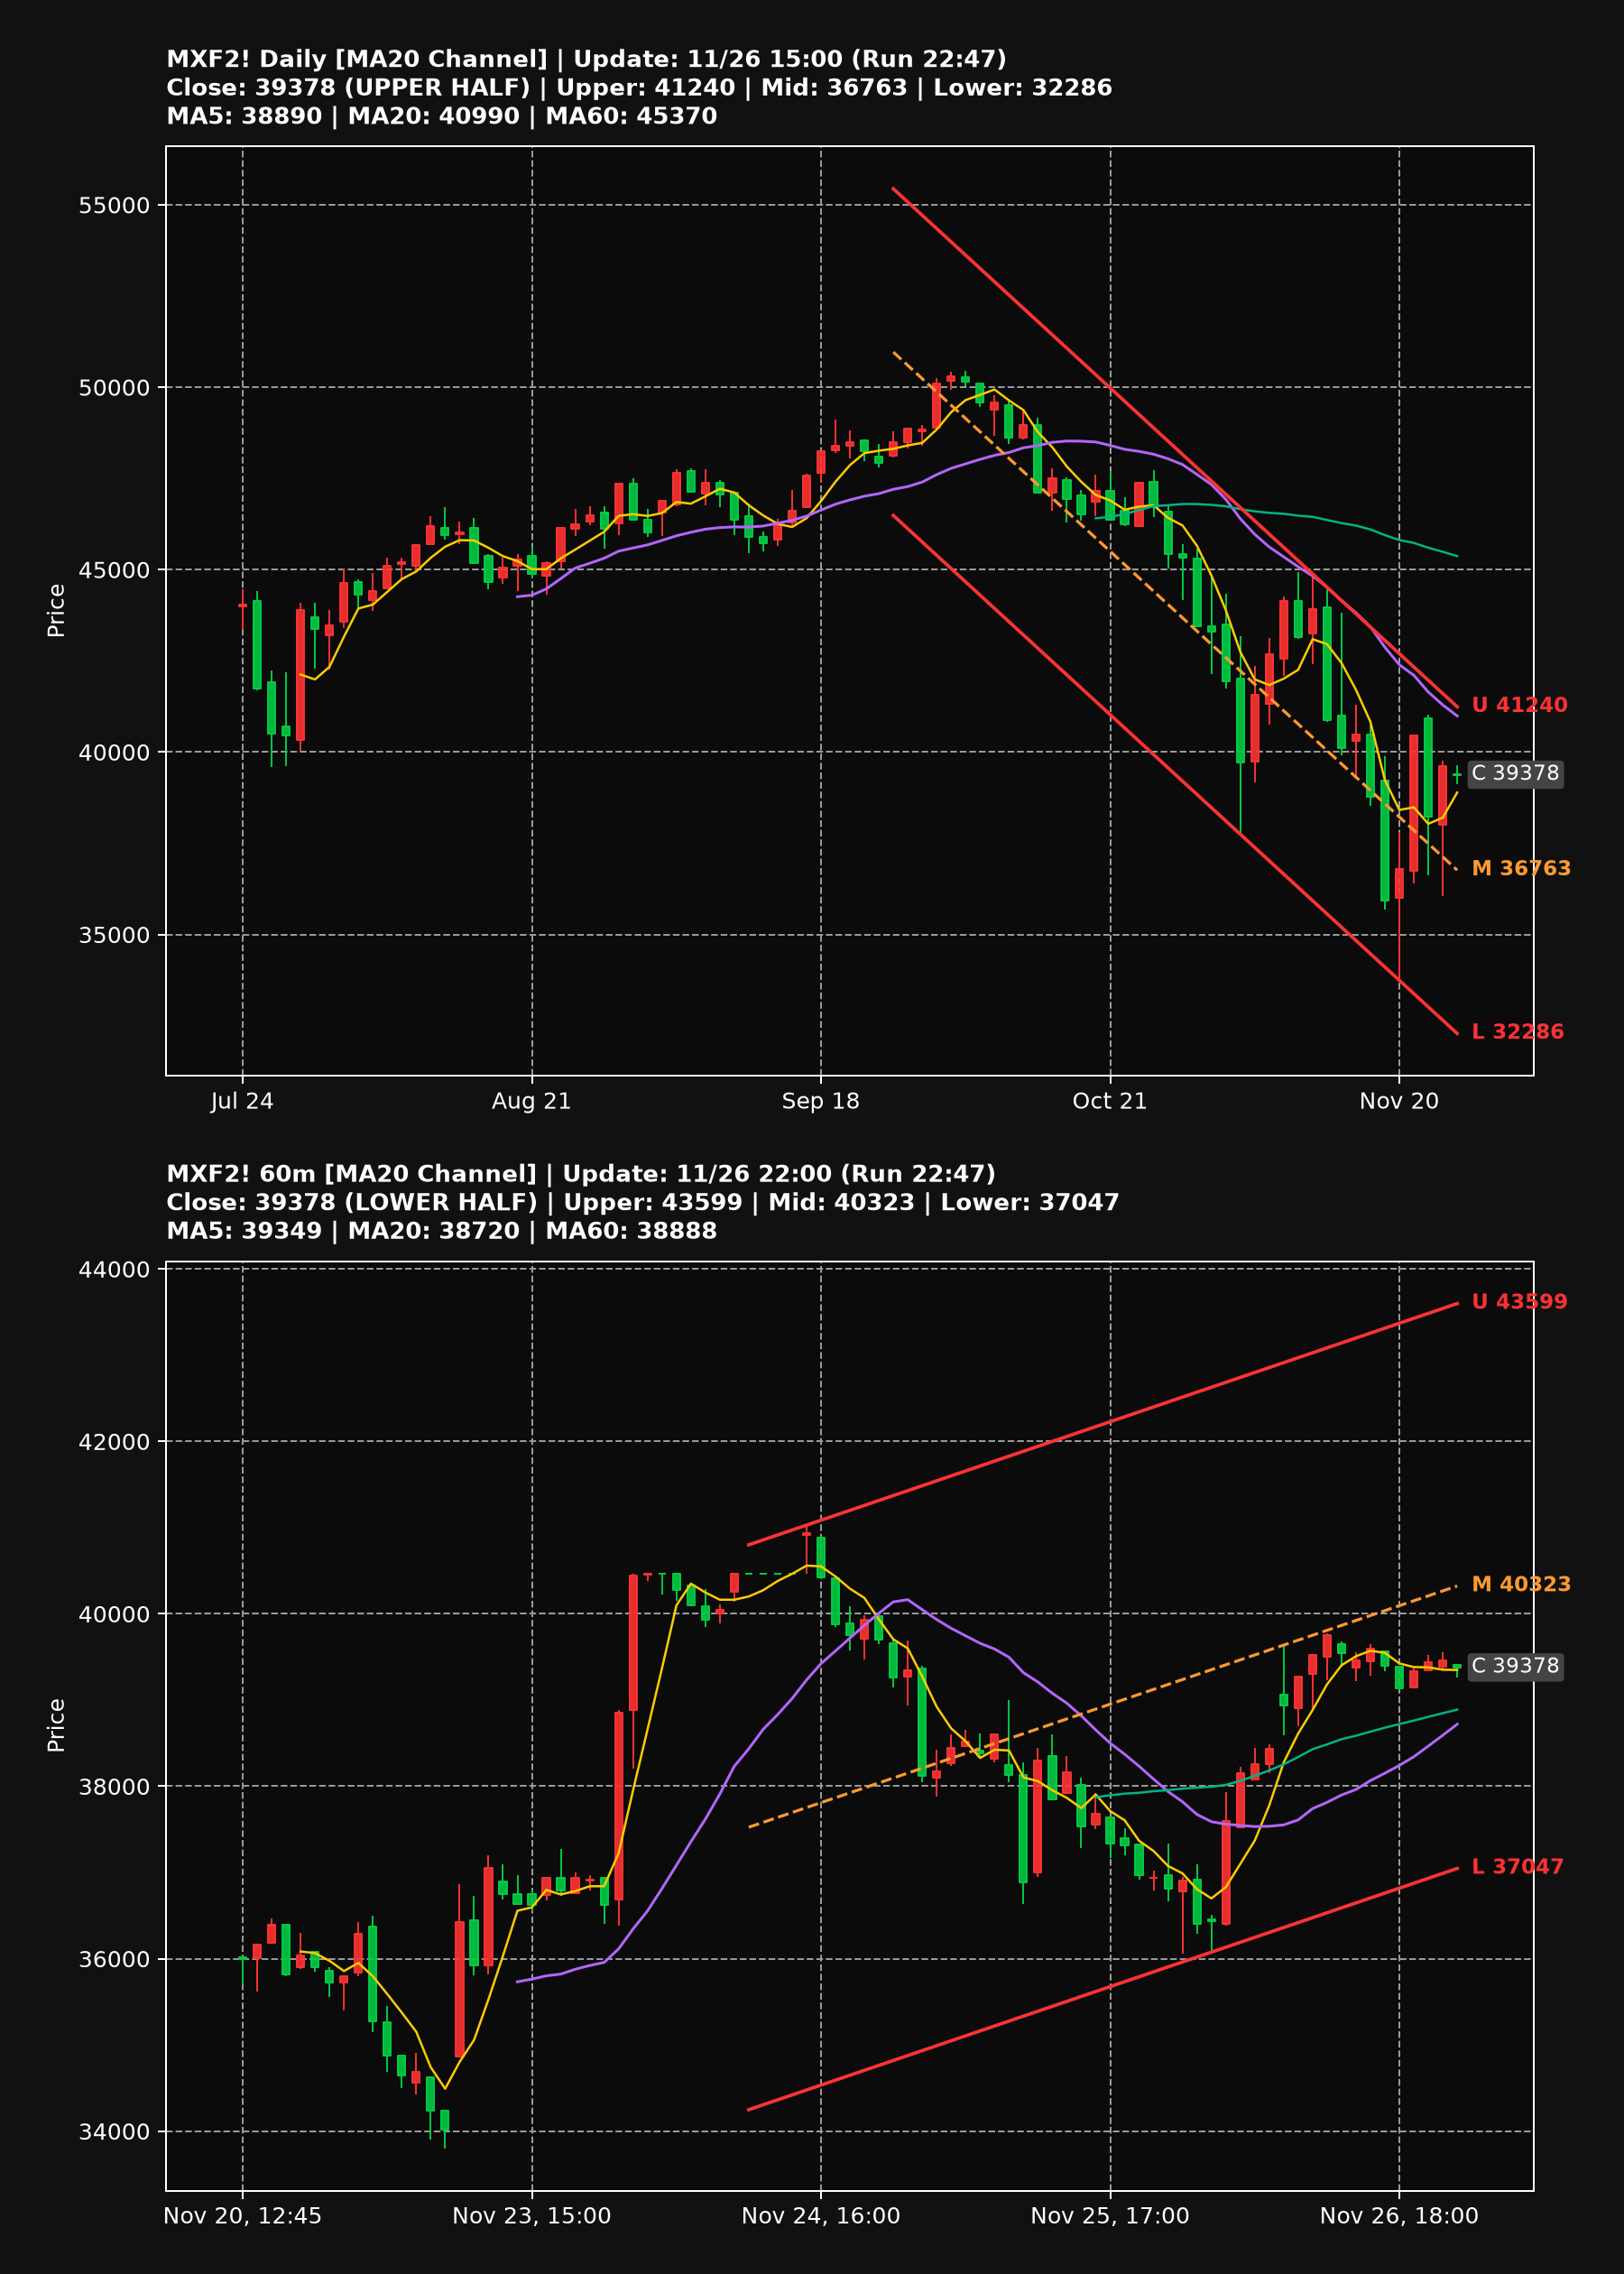 MXF2! Daily [MA20 Channel] | Update: 11/26 15:00 (Run 22:47)
Close: 39378 (UPPER HALF) | Upper: 41240 | Mid: 36763 | Lower: 32286
MA5: 38890 | MA20: 40990 | MA60: 45370
55000
50000
45000
40000
35000
Price
U 41240
C 39378
M 36763
L 32286
Jul 24
Aug 21
Sep 18
Oct 21
Nov 20
MXF2! 60m [MA20 Channel] | Update: 11/26 22:00 (Run 22:47)
Close: 39378 (LOWER HALF) | Upper: 43599 | Mid: 40323 | Lower: 37047
MA5: 39349 | MA20: 38720 | MA60: 38888
44000
42000
40000
38000
36000
34000
Price
U 43599
M 40323
C 39378
L 37047
Nov 20, 12:45
Nov 23, 15:00
Nov 24, 16:00
Nov 25, 17:00
Nov 26, 18:00